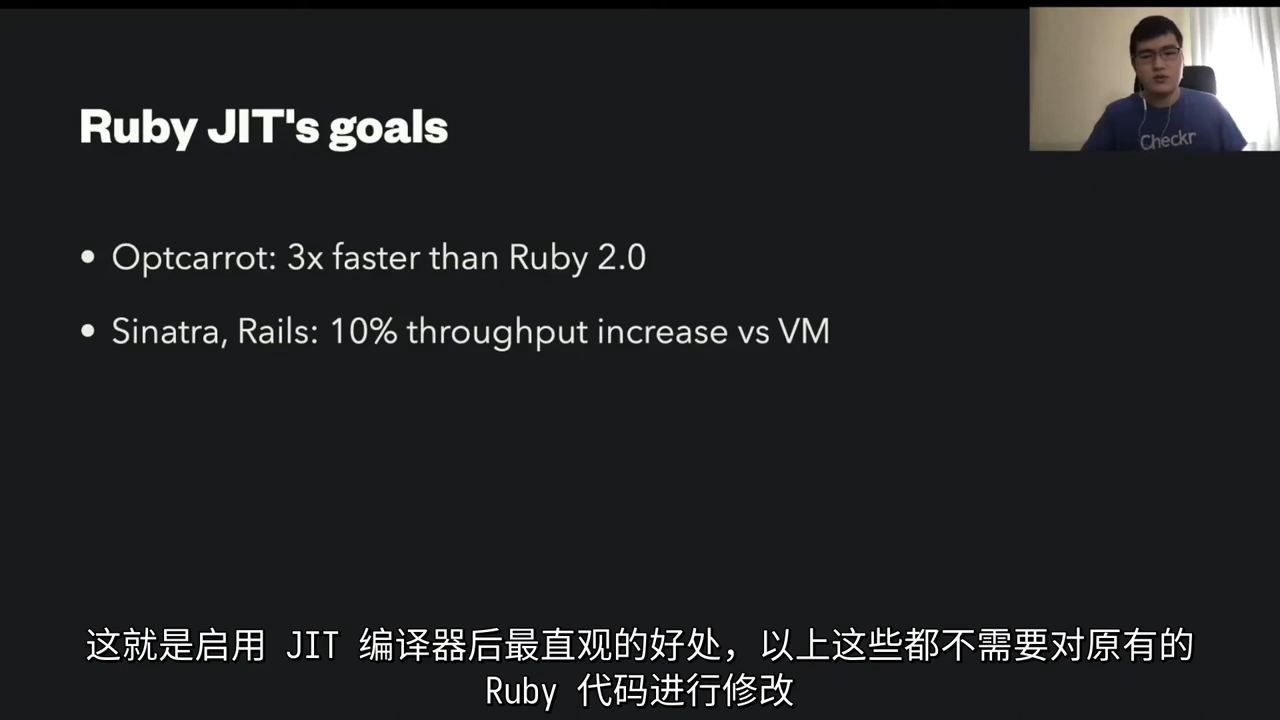 Ruby JIT's goals
Checkr
• Optcarrot: 3x faster than Ruby 2.0
• Sinatra, Rails: 10% throughput increase vs VM
这就是启用 JIT 编译器后最直观的好处，以上这些都不需要对原有的
Ruby 代码进行修改